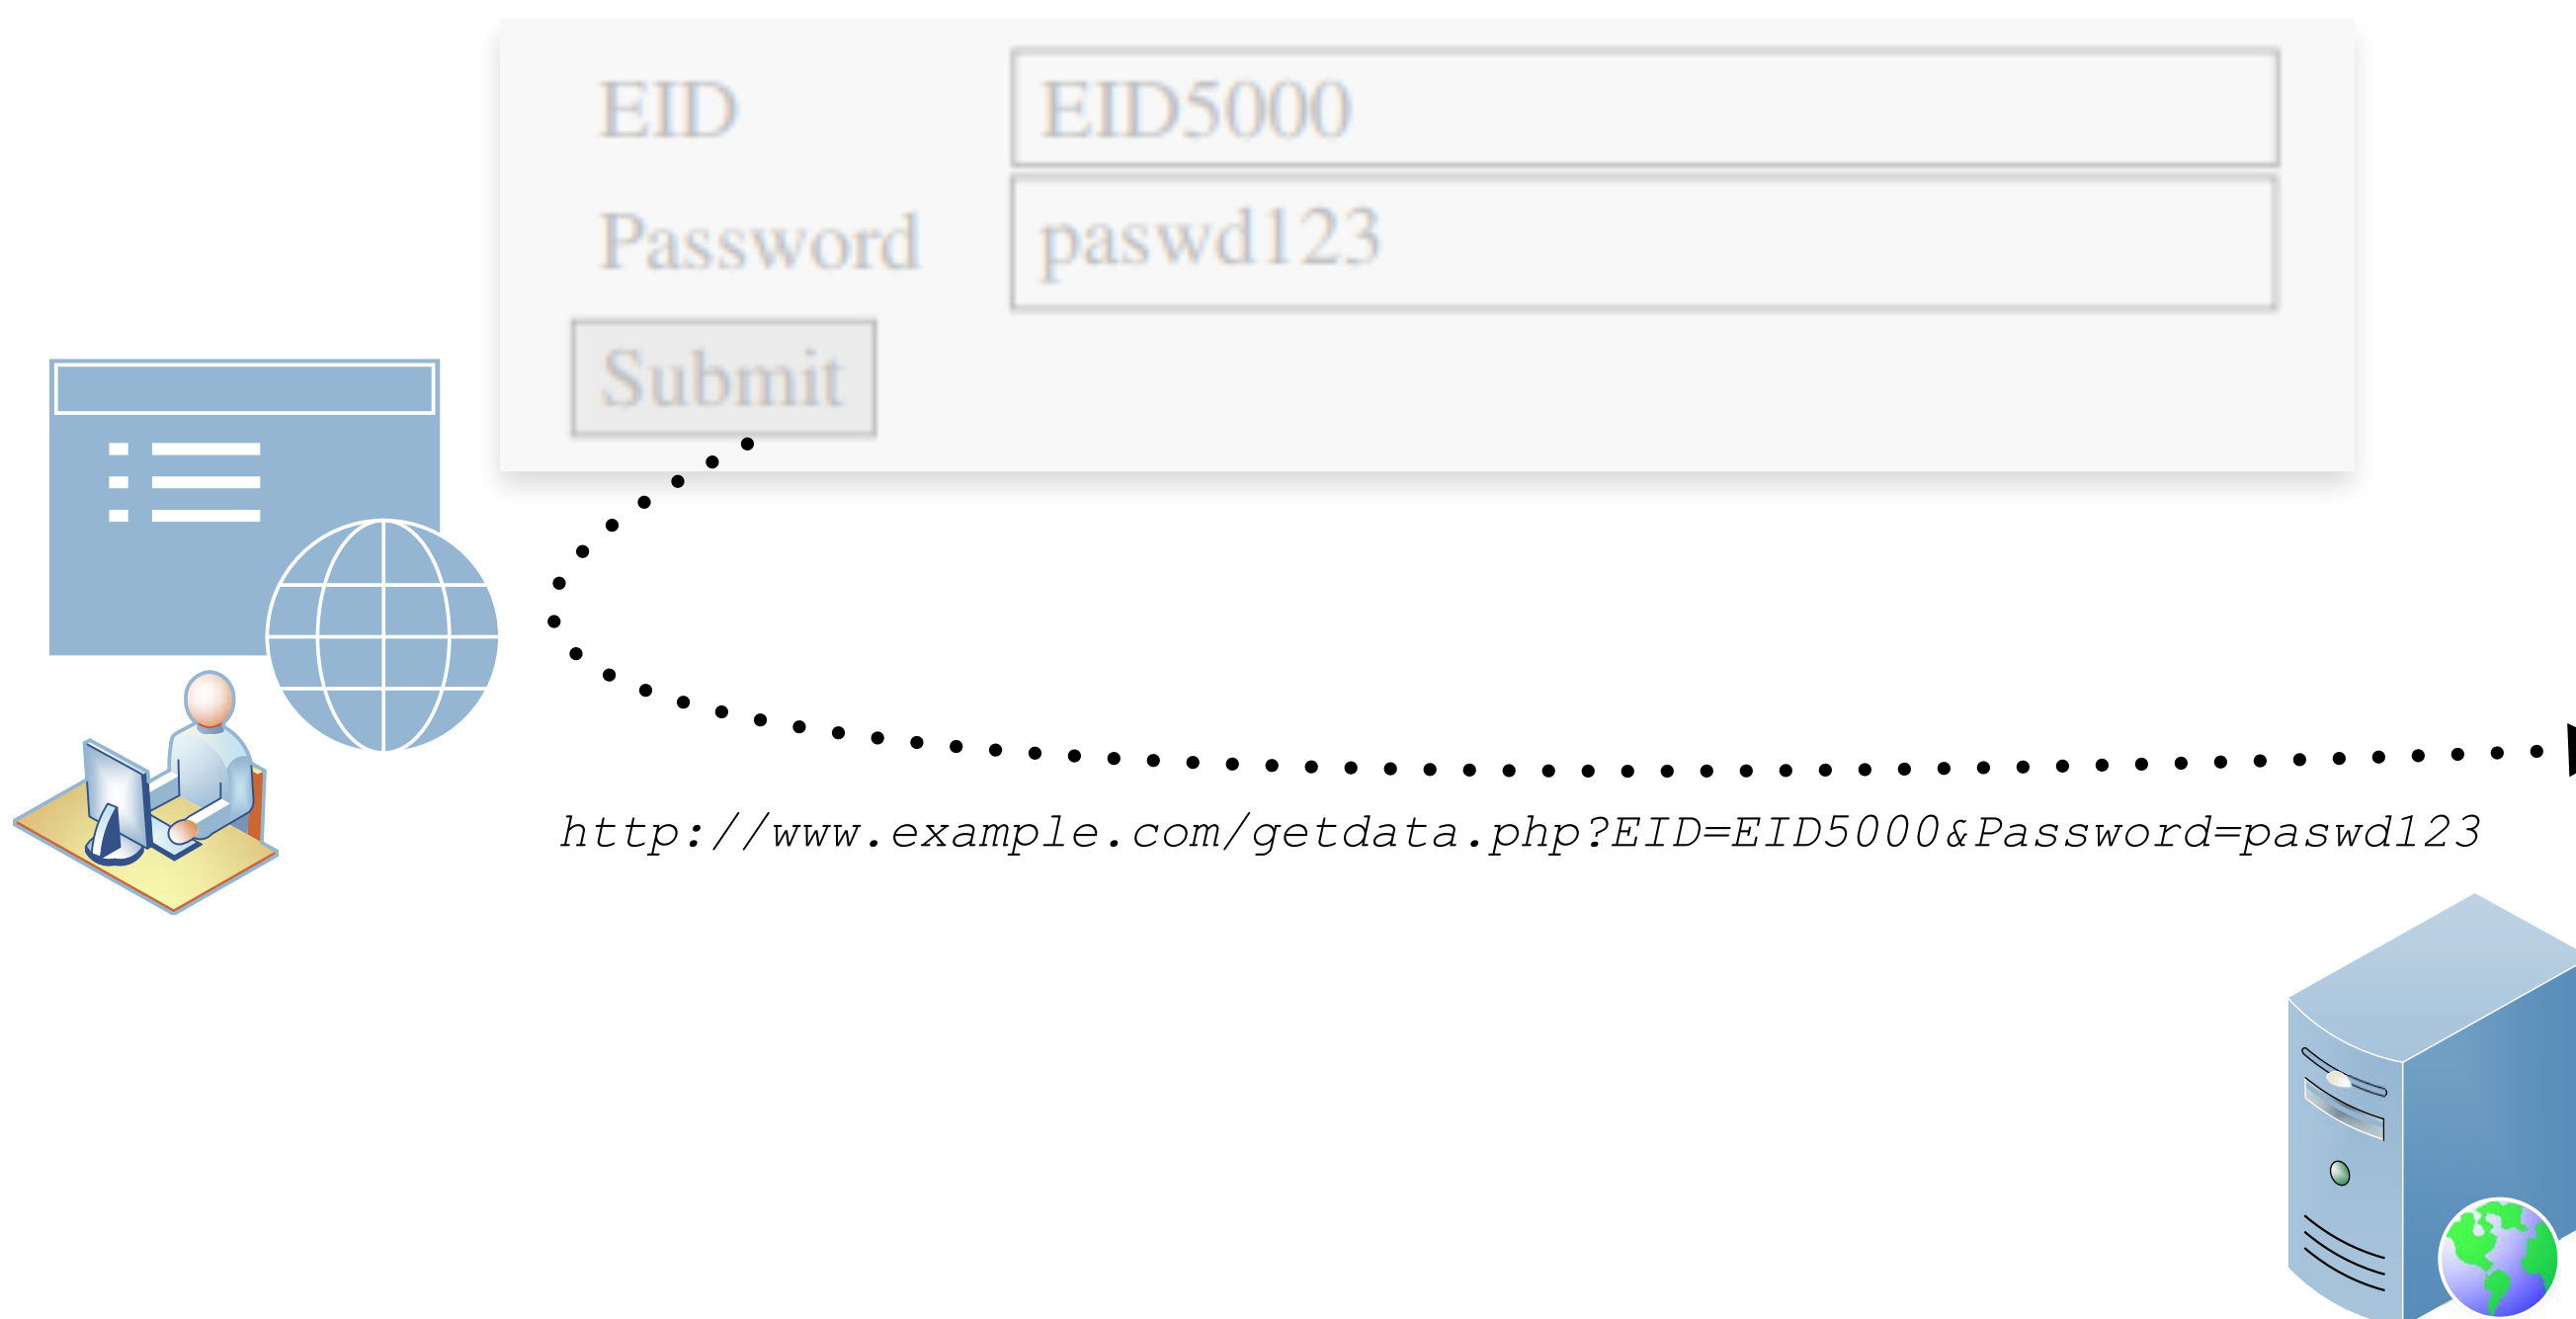 EID EID5000
Password paswd123
Submit
http://www.example.com/getdata.php?EID=EID5000&Password=paswd123